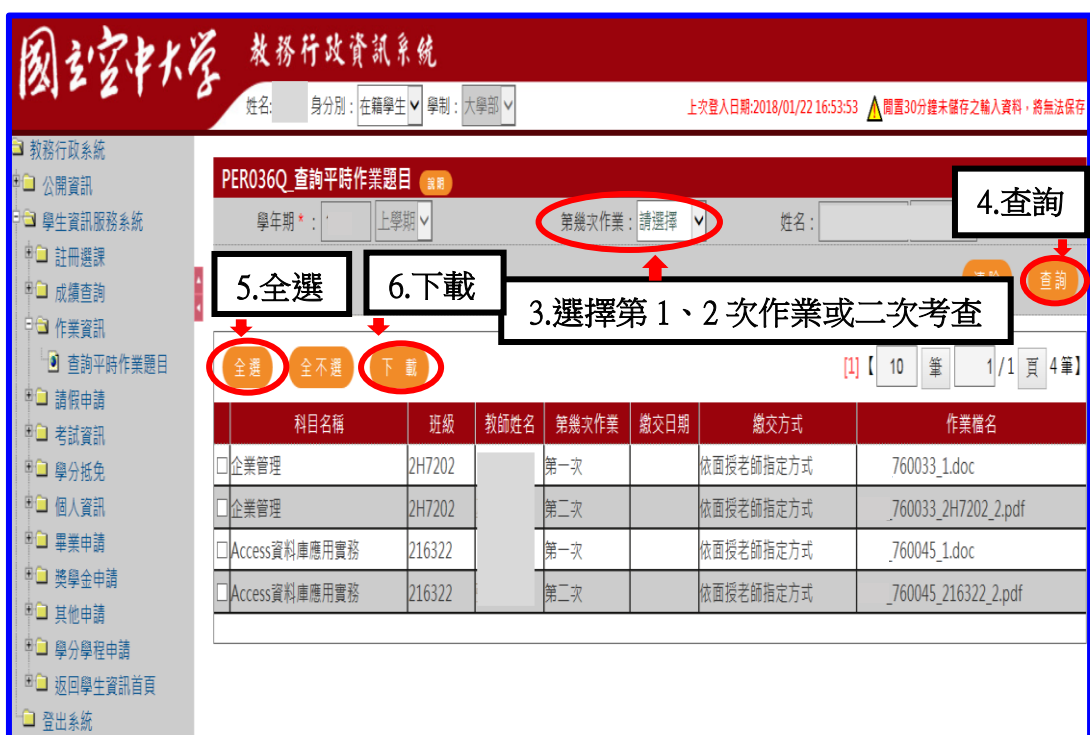 國立空中大學 教務行政資訊系統
姓名: 身分別：在籍學生 學制：大學部 上次登入日期:2018/01/22 16:53:53 閒置30分鐘未儲存之輸入資料，將無法保存
教務行政系統
公開資訊
學生資訊服務系統
註冊選課
成績查詢
作業資訊
查詢平時作業題目
請假申請
考試資訊
學分抵免
個人資訊
畢業申請
獎學金申請
其他申請
學分學程申請
返回學生資訊首頁
登出系統
PER036Q_查詢平時作業題目 說明
學年期*： 上學期 第幾次作業：請選擇 姓名：
4.查詢
清除 查詢
5.全選 6.下載
3.選擇第 1、2 次作業或二次考查
全選 全不選 下載 [1]【 10 筆 1 /1 頁 4筆】
科目名稱 班級 教師姓名 第幾次作業 繳交日期 繳交方式 作業檔名
企業管理 2H7202 第一次 依面授老師指定方式 760033_1.doc
企業管理 2H7202 第二次 依面授老師指定方式 _760033_2H7202_2.pdf
Access資料庫應用實務 216322 第一次 依面授老師指定方式 _760045_1.doc
Access資料庫應用實務 216322 第二次 依面授老師指定方式 _760045_216322_2.pdf